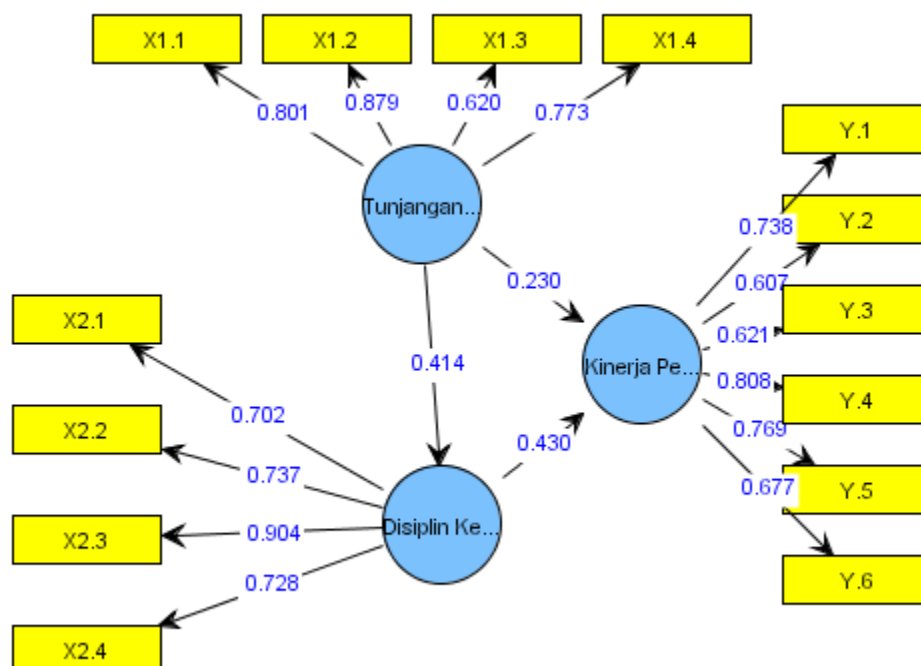 X1.1
X1.2
X1.3
X1.4
0.801
0.879
0.620
0.773
Tunjangan...
Y.1
Y.2
Y.3
Y.4
Y.5
Y.6
0.738
0.607
0.621
0.808
0.769
0.677
0.230
Kinerja Pe...
0.414
0.430
X2.1
X2.2
X2.3
X2.4
0.702
0.737
0.904
0.728
Disiplin Ke...